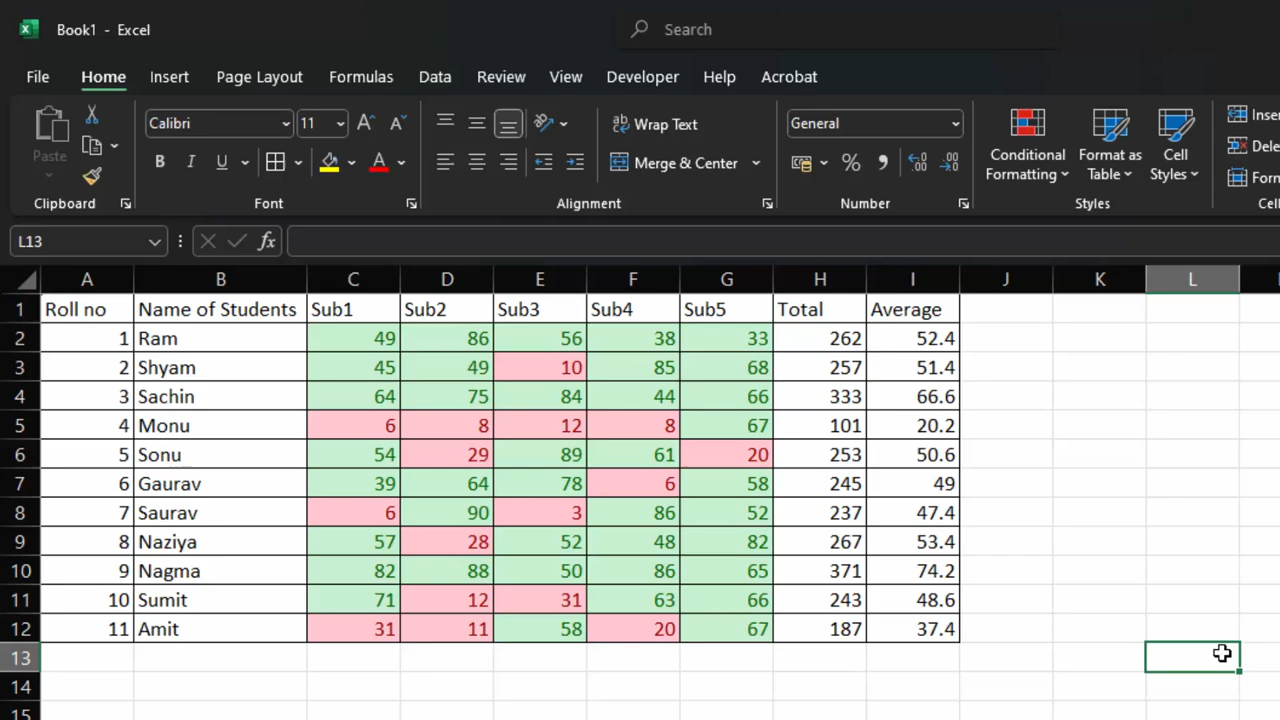 Book1 - Excel
Search
File Home Insert Page Layout Formulas Data Review View Developer Help Acrobat
Paste
Calibri 11
B I U A
ab Wrap Text
Merge & Center
General
Conditional Formatting
Format as Table
Cell Styles
Clipboard Font Alignment Number Styles
L13 fx
A B C D E F G H I J K L
1 Roll no Name of Students Sub1 Sub2 Sub3 Sub4 Sub5 Total Average
2 1 Ram 49 86 56 38 33 262 52.4
3 2 Shyam 45 49 10 85 68 257 51.4
4 3 Sachin 64 75 84 44 66 333 66.6
5 4 Monu 6 8 12 8 67 101 20.2
6 5 Sonu 54 29 89 61 20 253 50.6
7 6 Gaurav 39 64 78 6 58 245 49
8 7 Saurav 6 90 3 86 52 237 47.4
9 8 Naziya 57 28 52 48 82 267 53.4
10 9 Nagma 82 88 50 86 65 371 74.2
11 10 Sumit 71 12 31 63 66 243 48.6
12 11 Amit 31 11 58 20 67 187 37.4
13
14
15